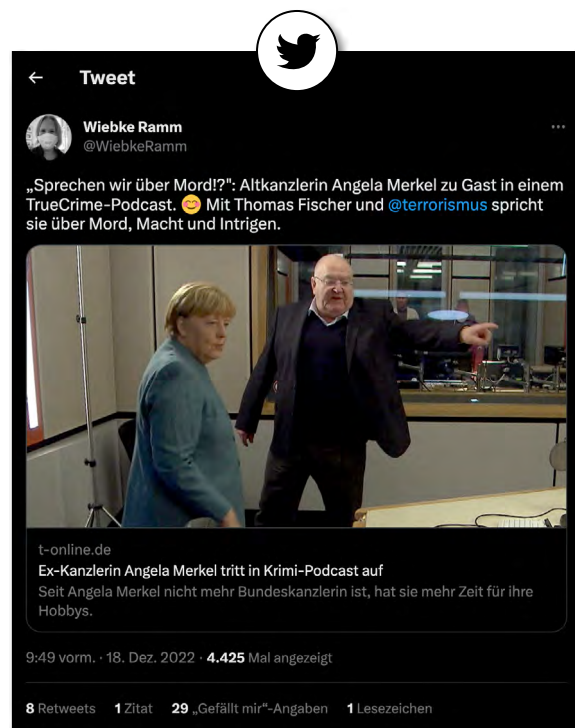 Tweet
Wiebke Ramm
@WiebkeRamm
„Sprechen wir über Mord!?": Altkanzlerin Angela Merkel zu Gast in einem
TrueCrime-Podcast. 😊 Mit Thomas Fischer und @terrorismus spricht
sie über Mord, Macht und Intrigen.
t-online.de
Ex-Kanzlerin Angela Merkel tritt in Krimi-Podcast auf
Seit Angela Merkel nicht mehr Bundeskanzlerin ist, hat sie mehr Zeit für ihre
Hobbys.
9:49 vorm. · 18. Dez. 2022 · 4.425 Mal angezeigt
8 Retweets 1 Zitat 29 „Gefällt mir"-Angaben 1 Lesezeichen